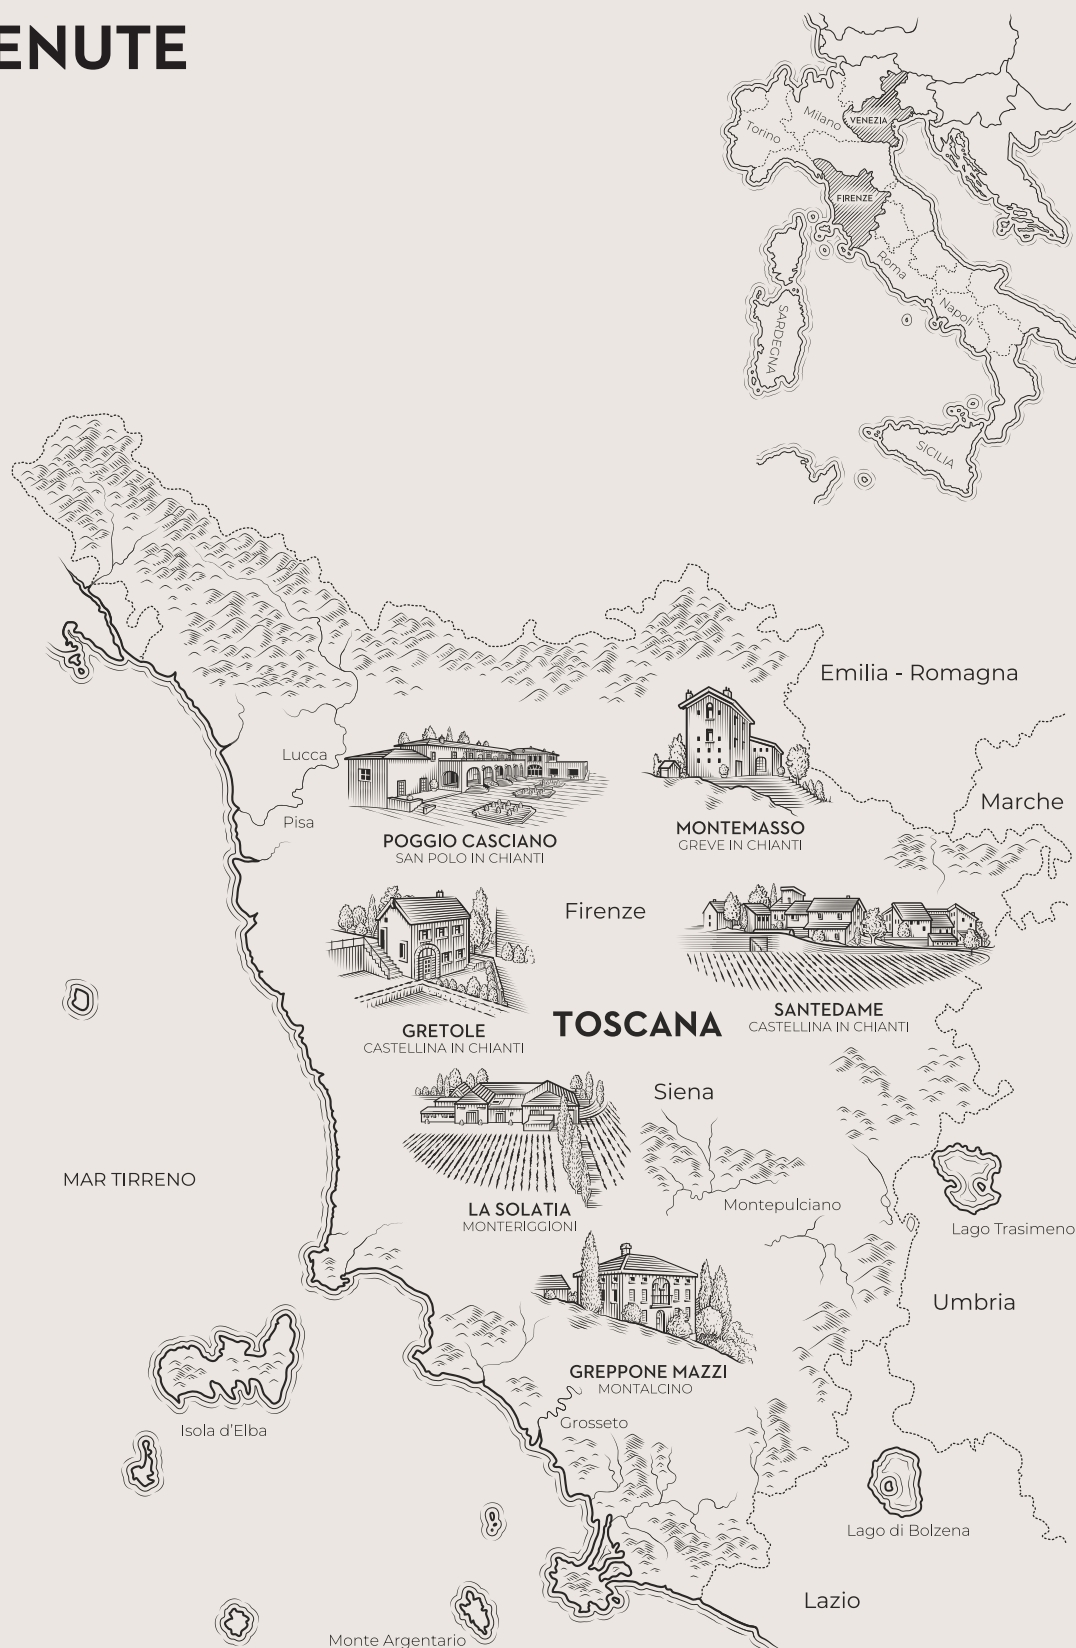 ENUTE
Milano
Torino
VENEZIA
FIRENZE
Roma
Napoli
SARDEGNA
SICILIA
Emilia - Romagna
Lucca
Marche
Pisa
MONTEMASSO
GREVE IN CHIANTI
POGGIO CASCIANO
SAN POLO IN CHIANTI
Firenze
SANTEDAME
CASTELLINA IN CHIANTI
TOSCANA
GRETOLE
CASTELLINA IN CHIANTI
Siena
MAR TIRRENO
Montepulciano
LA SOLATIA
MONTERIGGIONI
Lago Trasimeno
Umbria
GREPPONE MAZZI
MONTALCINO
Grosseto
Isola d'Elba
Lago di Bolzena
Lazio
Monte Argentario